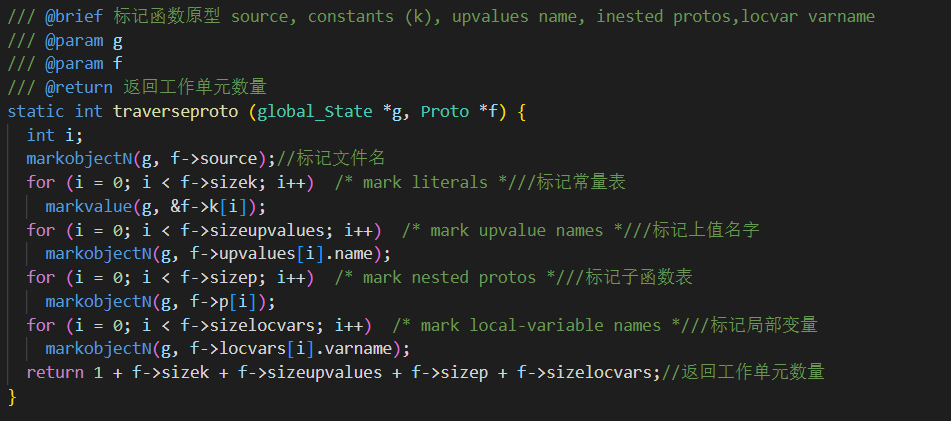 /// @brief 标记函数原型 source, constants (k), upvalues name, inested protos,locvar varname
/// @param g
/// @param f
/// @return 返回工作单元数量
static int traverseproto (global_State *g, Proto *f) {
  int i;
  markobjectN(g, f->source);//标记文件名
  for (i = 0; i < f->sizek; i++)  /* mark literals *///标记常量表
    markvalue(g, &f->k[i]);
  for (i = 0; i < f->sizeupvalues; i++)  /* mark upvalue names *///标记上值名字
    markobjectN(g, f->upvalues[i].name);
  for (i = 0; i < f->sizep; i++)  /* mark nested protos *///标记子函数表
    markobjectN(g, f->p[i]);
  for (i = 0; i < f->sizelocvars; i++)  /* mark local-variable names *///标记局部变量
    markobjectN(g, f->locvars[i].varname);
  return 1 + f->sizek + f->sizeupvalues + f->sizep + f->sizelocvars;//返回工作单元数量
}